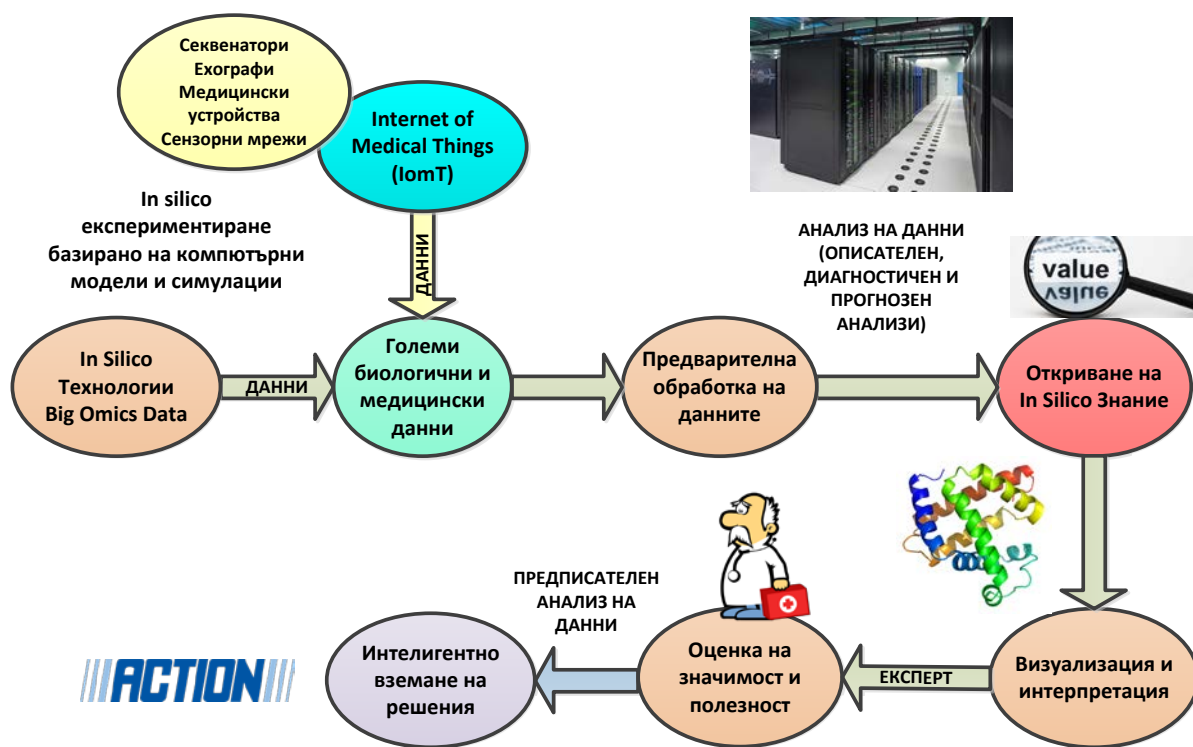 Секвенатори
Ехографи
Медицински
устройства
Сензорни мрежи
Internet of
Medical Things
(IomT)
In silico
експериментиране
базирано на компютърни
модели и симулации
ДАННИ
АНАЛИЗ НА ДАННИ
(ОПИСАТЕЛЕН,
ДИАГНОСТИЧЕН И
ПРОГНОЗЕН
АНАЛИЗИ)
value
value
In Silico
Технологии
Big Omics Data
ДАННИ
Големи
биологични и
медицински
данни
Предварителна
обработка на
данните
Откриване на
In Silico Знание
ПРЕДПИСАТЕЛЕН
АНАЛИЗ НА
ДАННИ
ACTION
Интелигентно
вземане на
решения
Оценка на
значимост и
полезност
ЕКСПЕРТ
Визуализация и
интерпретация